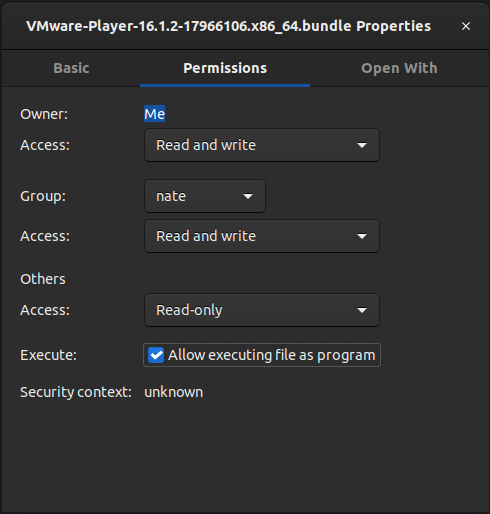 VMware-Player-16.1.2-17966106.x86_64.bundle Properties ×
Basic Permissions Open With
Owner: Me
Access: Read and write
Group: nate
Access: Read and write
Others
Access: Read-only
Execute: Allow executing file as program
Security context: unknown